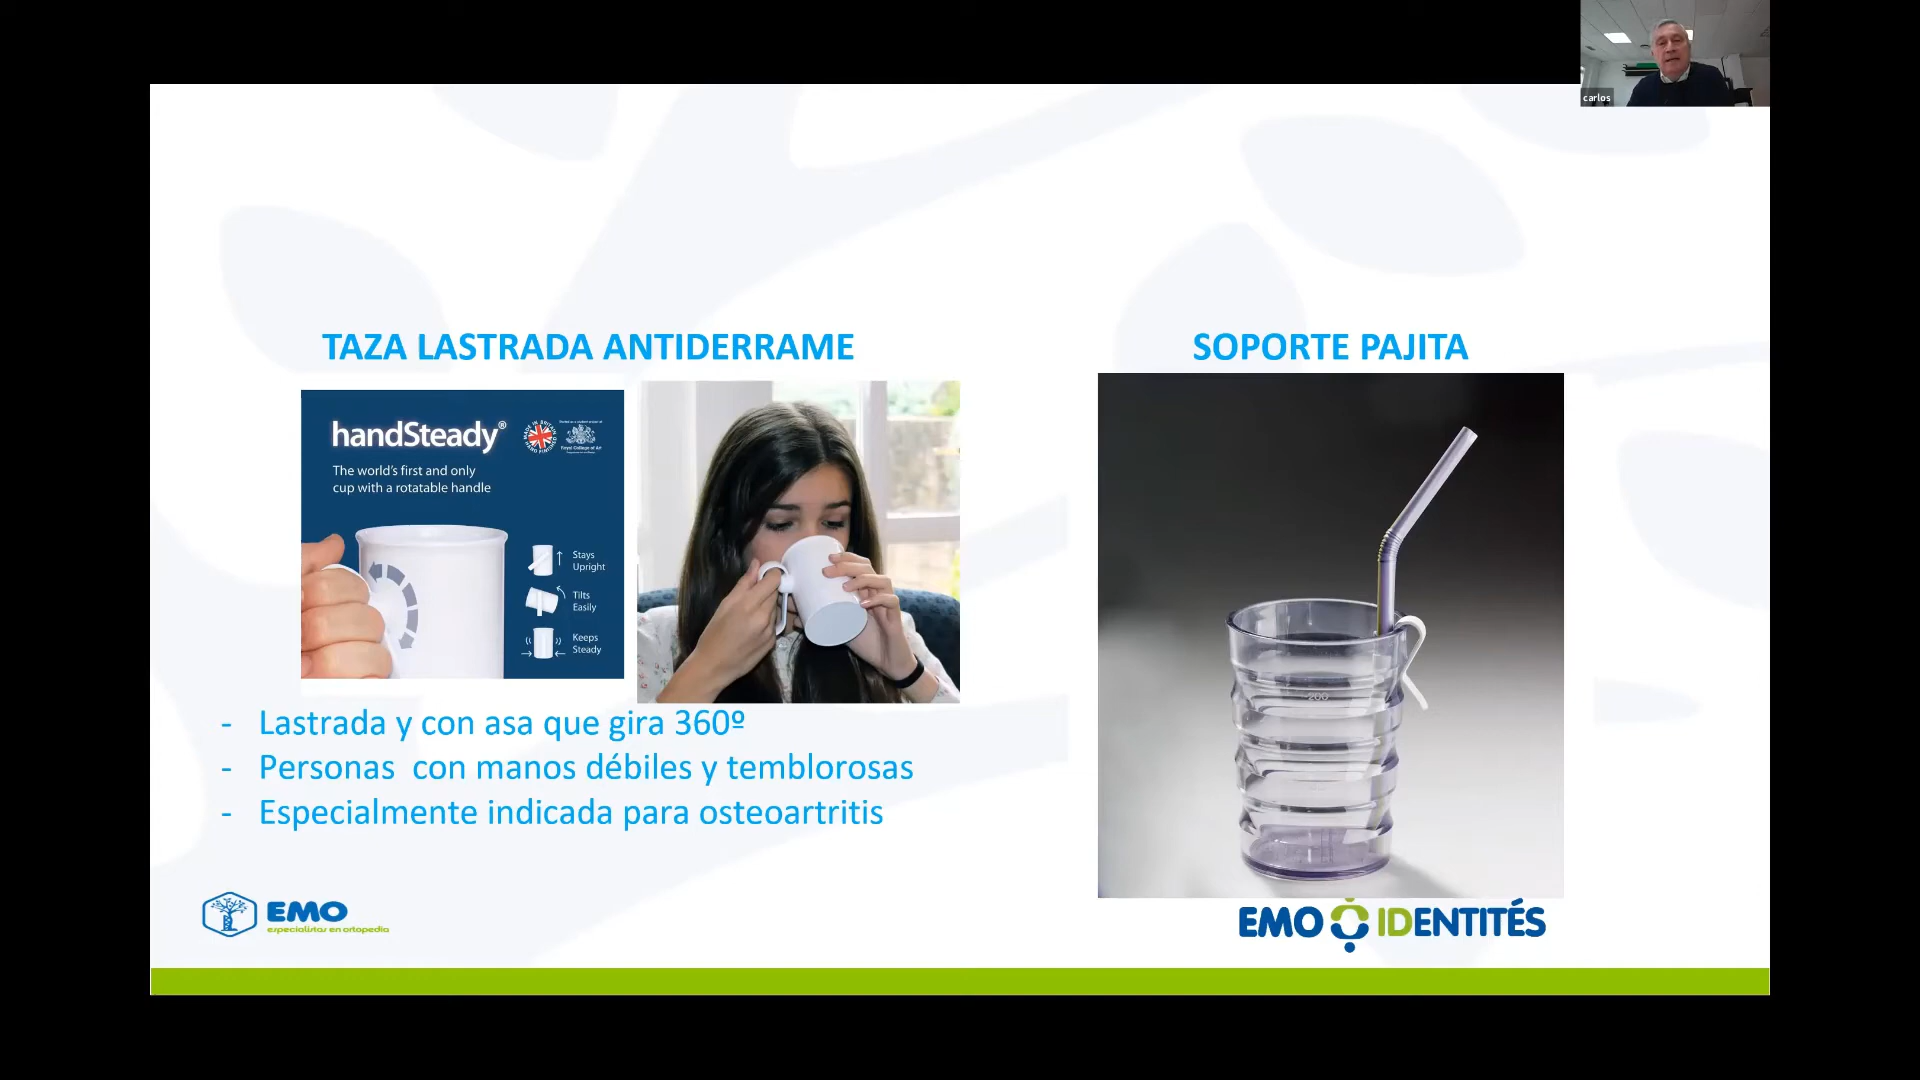 carlos
TAZA LASTRADA ANTIDERRAME
SOPORTE PAJITA
handSteady®
The world's first and only
cup with a rotatable handle
Stays
Upright
Tilts
Easily
Keeps
Steady
200
- Lastrada y con asa que gira 360º
- Personas con manos débiles y temblorosas
- Especialmente indicada para osteoartritis
EMO
especialistas en ortopedia
EMO IDENTITÉS